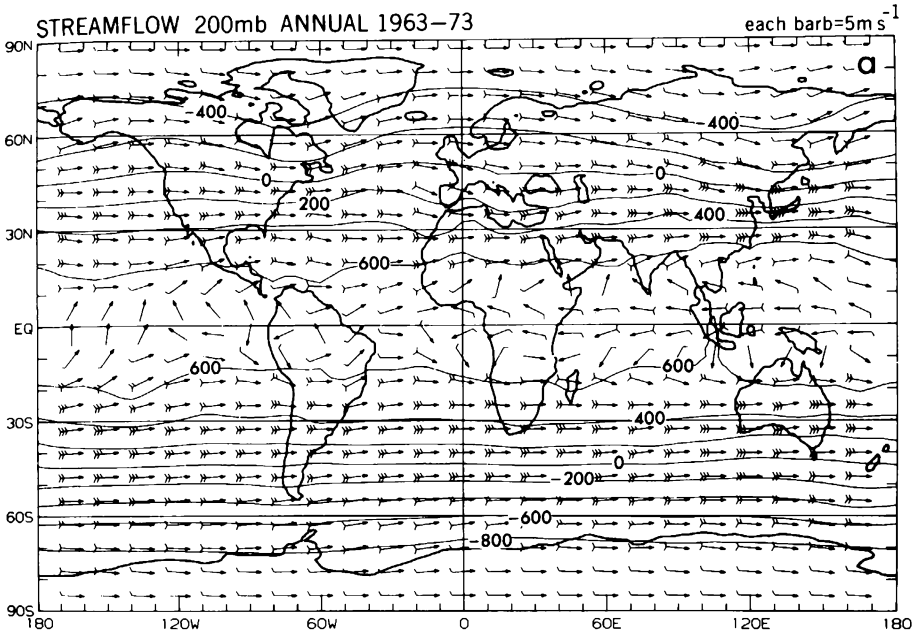 STREAMFLOW 200mb ANNUAL 1963–73
each barb=5ms⁻¹
90N
a
-400
400
60N
0
0
200
400
30N
600
EQ
600
600
30S
400
0
-200
60S
-600
-800
90S
180 120W 60W 0 60E 120E 180